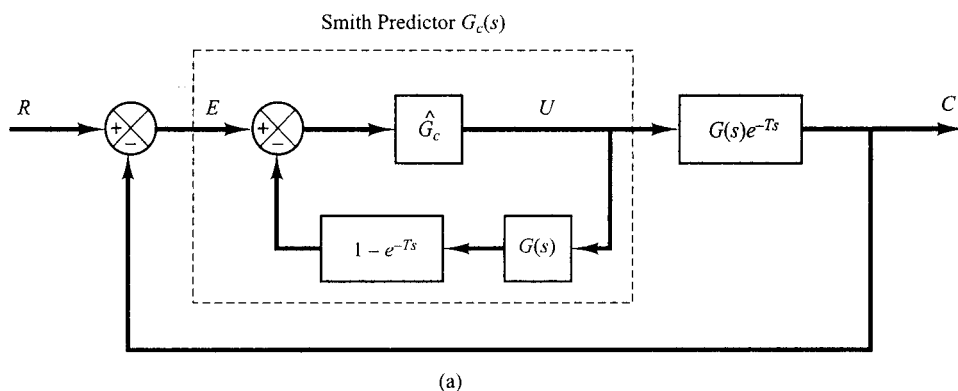 Smith Predictor G_c(s)
R
E
U
C
+
−
+
−
Ĝ_c
G(s)e^{−Ts}
1 − e^{−Ts}
G(s)
(a)